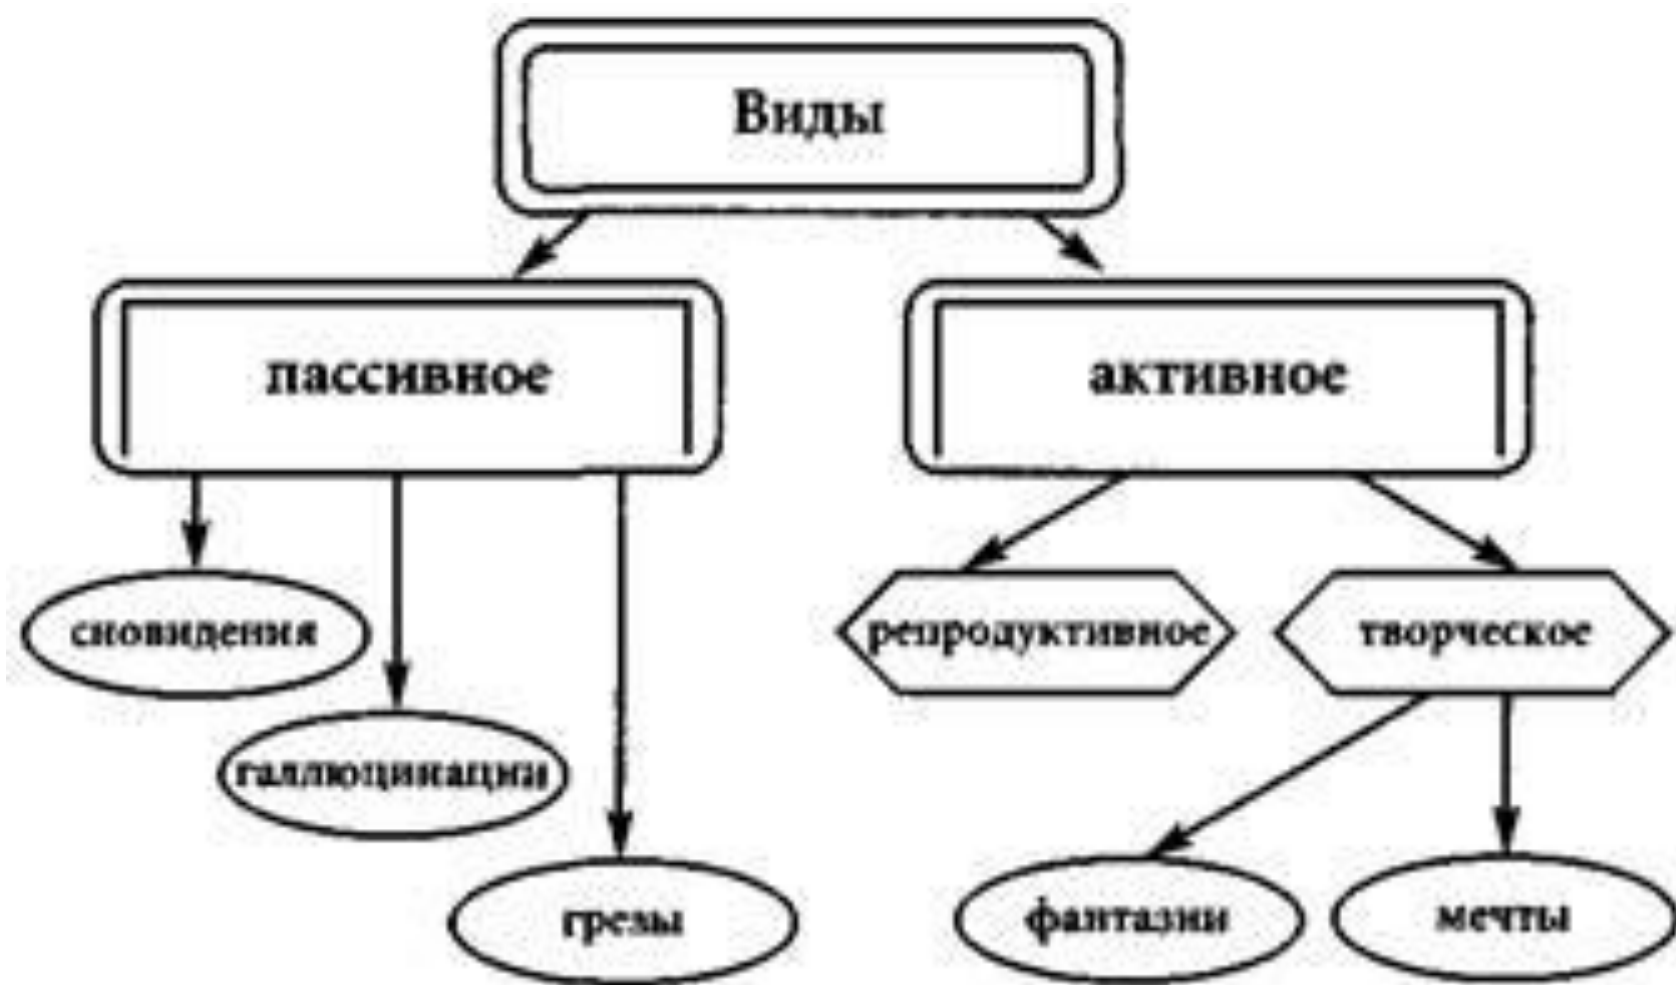 Виды
пассивное
активное
сновидения
репродуктивное
творческое
галлюцинации
грезы
фантазии
мечты